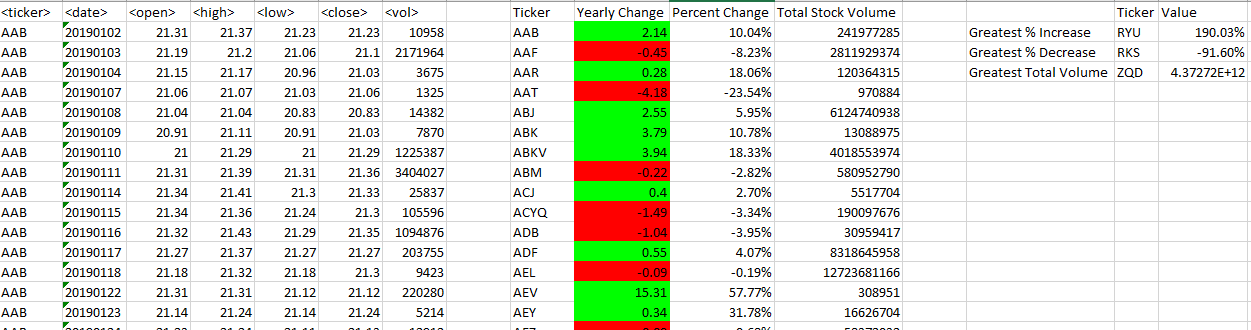 <ticker> <date> <open> <high> <low> <close> <vol> Ticker Yearly Change Percent Change Total Stock Volume Ticker Value
AAB 20190102 21.31 21.37 21.23 21.23 10958 AAB 2.14 10.04% 241977285 Greatest % Increase RYU 190.03%
AAB 20190103 21.19 21.2 21.06 21.1 2171964 AAF -0.45 -8.23% 2811929374 Greatest % Decrease RKS -91.60%
AAB 20190104 21.15 21.17 20.96 21.03 3675 AAR 0.28 18.06% 120364315 Greatest Total Volume ZQD 4.37272E+12
AAB 20190107 21.06 21.07 21.03 21.06 1325 AAT -4.18 -23.54% 970884
AAB 20190108 21.04 21.04 20.83 20.83 14382 ABJ 2.55 5.95% 6124740938
AAB 20190109 20.91 21.11 20.91 21.03 7870 ABK 3.79 10.78% 13088975
AAB 20190110 21 21.29 21 21.29 1225387 ABKV 3.94 18.33% 4018553974
AAB 20190111 21.31 21.39 21.31 21.36 3404027 ABM -0.22 -2.82% 580952790
AAB 20190114 21.34 21.41 21.3 21.33 25837 ACJ 0.4 2.70% 5517704
AAB 20190115 21.34 21.36 21.24 21.3 105596 ACYQ -1.49 -3.34% 190097676
AAB 20190116 21.32 21.43 21.29 21.35 1094876 ADB -1.04 -3.95% 30959417
AAB 20190117 21.27 21.37 21.27 21.27 203755 ADF 0.55 4.07% 8318645958
AAB 20190118 21.18 21.32 21.18 21.3 9423 AEL -0.09 -0.19% 12723681166
AAB 20190122 21.31 21.31 21.12 21.12 220280 AEV 15.31 57.77% 308951
AAB 20190123 21.14 21.24 21.14 21.24 5214 AEY 0.34 31.78% 16626704